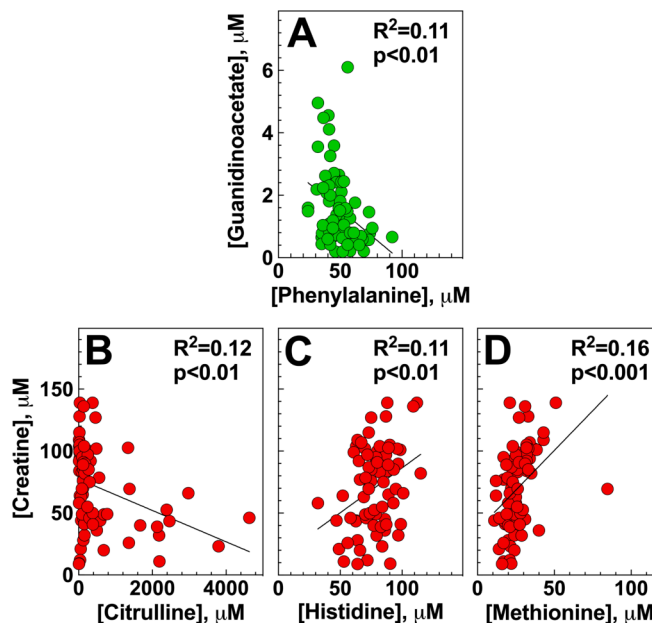 A
R²=0.11
p<0.01
[Guanidinoacetate], μM
6
4
2
0
0
50
100
[Phenylalanine], μM
B
R²=0.12
p<0.01
C
R²=0.11
p<0.01
D
R²=0.16
p<0.001
[Creatine], μM
150
100
50
0
0
2000
4000
[Citrulline], μM
0
50
100
[Histidine], μM
0
50
100
[Methionine], μM